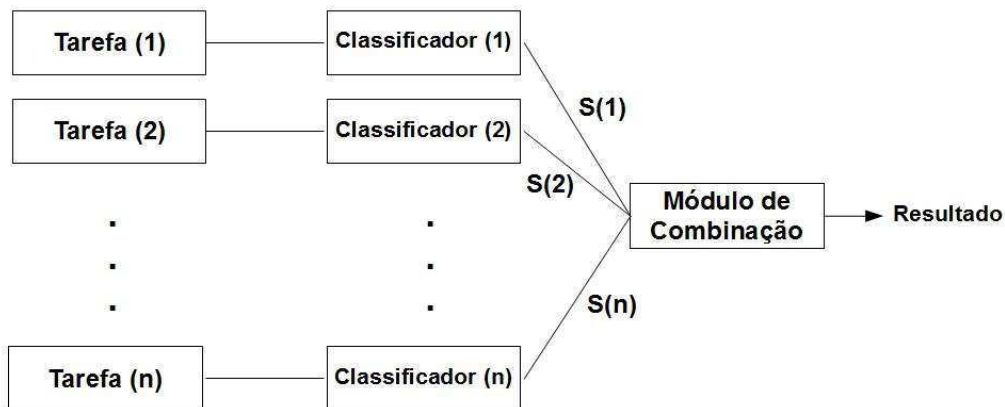 Tarefa (1)
Classificador (1)
S(1)
Tarefa (2)
Classificador (2)
S(2)
Módulo de
Combinação
Resultado
.
.
.
.
.
.
S(n)
Tarefa (n)
Classificador (n)